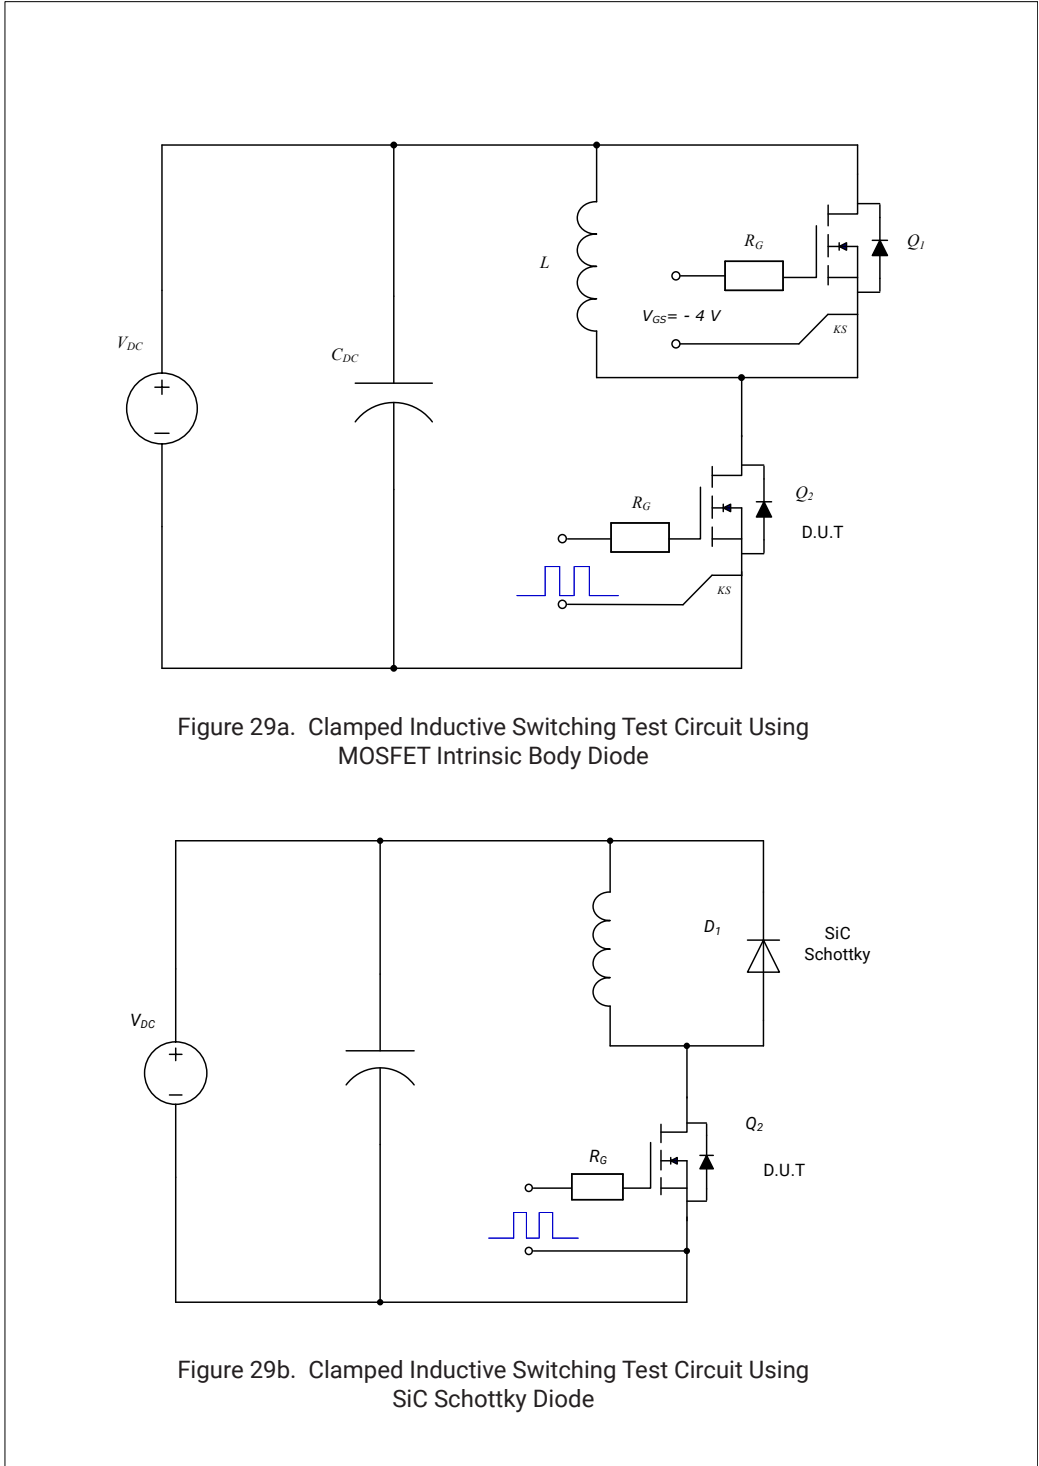 R_G
Q_1
L
V_GS= - 4 V
KS
V_DC
C_DC
+
−
Q_2
R_G
D.U.T
KS
Figure 29a.  Clamped Inductive Switching Test Circuit Using
MOSFET Intrinsic Body Diode
D_1
SiC
Schottky
V_DC
+
−
Q_2
R_G
D.U.T
Figure 29b.  Clamped Inductive Switching Test Circuit Using
SiC Schottky Diode